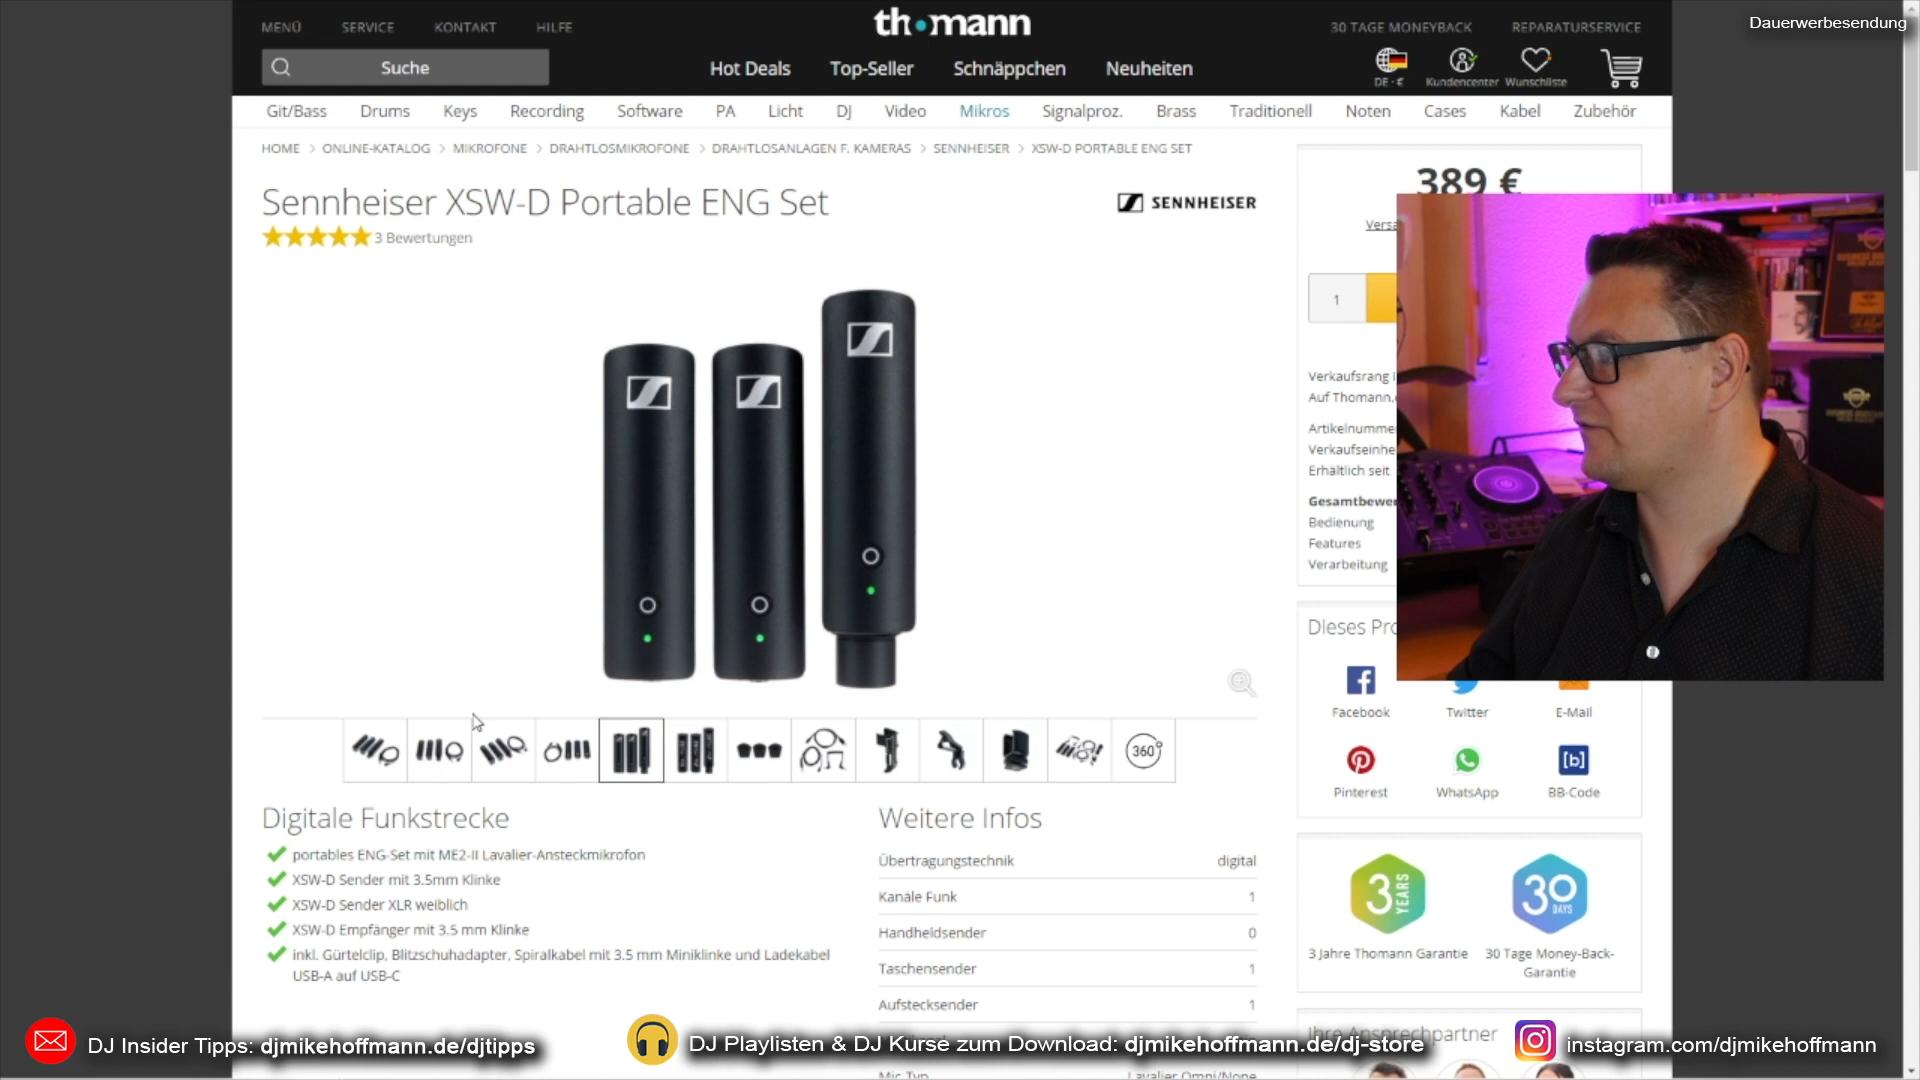 MENÜ SERVICE KONTAKT HILFE
thomann
30 TAGE MONEYBACK REPARATURSERVICE
Dauerwerbesendung
Suche
Hot Deals Top-Seller Schnäppchen Neuheiten
DE - € Kundencenter Wunschliste
Git/Bass Drums Keys Recording Software PA Licht DJ Video Mikros Signalproz. Brass Traditionell Noten Cases Kabel Zubehör
HOME > ONLINE-KATALOG > MIKROFONE > DRAHTLOSMIKROFONE > DRAHTLOSANLAGEN F. KAMERAS > SENNHEISER > XSW-D PORTABLE ENG SET
389 €
Sennheiser XSW-D Portable ENG Set
SENNHEISER
3 Bewertungen
1
Verkaufsrang
Auf Thomann.
Erhältlich seit
Bedienung
Features
Verarbeitung
Facebook Twitter E-Mail
Pinterest WhatsApp BB-Code
360°
Digitale Funkstrecke
portables ENG-Set mit ME2-II Lavalier-Ansteckmikrofon
XSW-D Sender mit 3.5mm Klinke
XSW-D Sender XLR weiblich
XSW-D Empfänger mit 3.5 mm Klinke
inkl. Gürtelclip, Blitzschuhadapter, Spiralkabel mit 3.5 mm Miniklinke und Ladekabel
USB-A auf USB-C
Weitere Infos
Übertragungstechnik digital
Kanäle Funk 1
Handheldsender 0
Taschensender 1
Aufstecksender 1
3 YEARS
30 DAYS
3 Jahre Thomann Garantie
30 Tage Money-Back-
Garantie
Ihre Ansprechpartner
DJ Insider Tipps: djmikehoffmann.de/djtipps
DJ Playlisten & DJ Kurse zum Download: djmikehoffmann.de/dj-store
instagram.com/djmikehoffmann